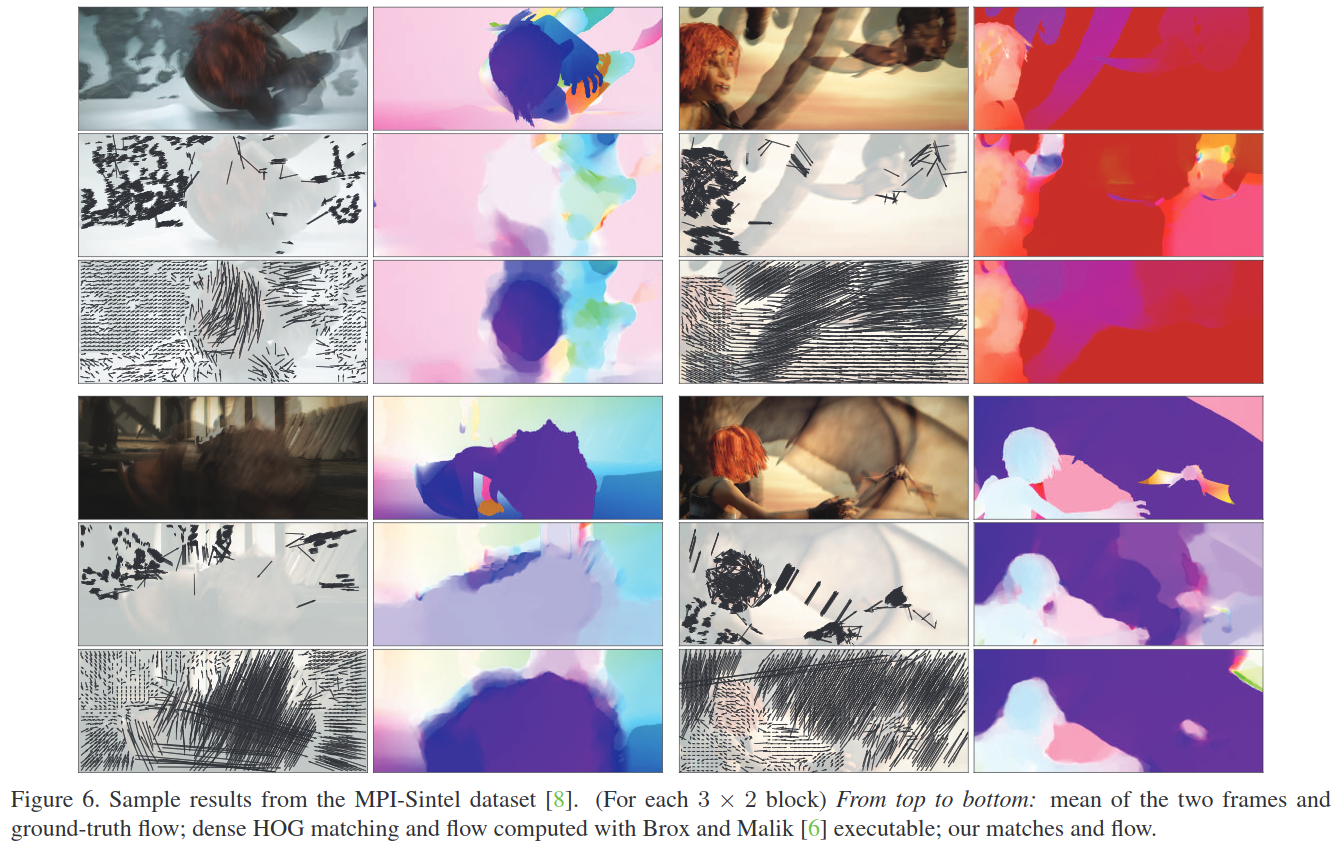 Figure 6. Sample results from the MPI-Sintel dataset [8]. (For each 3 × 2 block) From top to bottom: mean of the two frames and
ground-truth flow; dense HOG matching and flow computed with Brox and Malik [6] executable; our matches and flow.